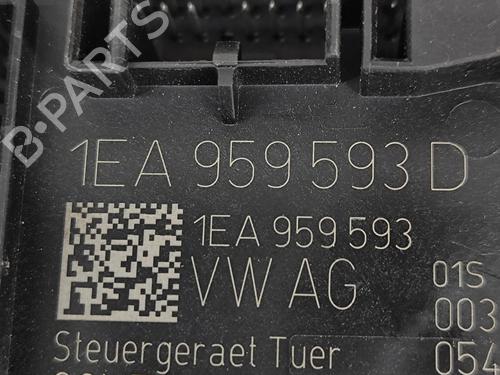 B-PARTS
1EA 959 593 D
1EA 959 593
VW AG
01S
003
Steuergeraet Tuer
054